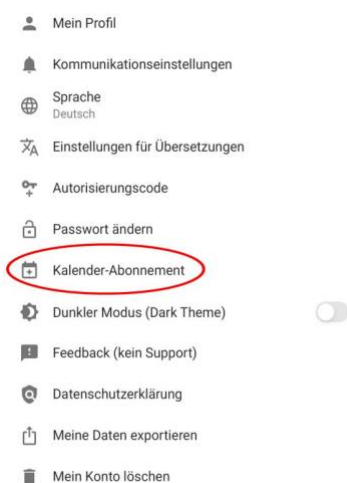 Mein Profil
Kommunikationseinstellungen
Sprache
Deutsch
Einstellungen für Übersetzungen
Autorisierungscode
Passwort ändern
Kalender-Abonnement
Dunkler Modus (Dark Theme)
Feedback (kein Support)
Datenschutzerklärung
Meine Daten exportieren
Mein Konto löschen